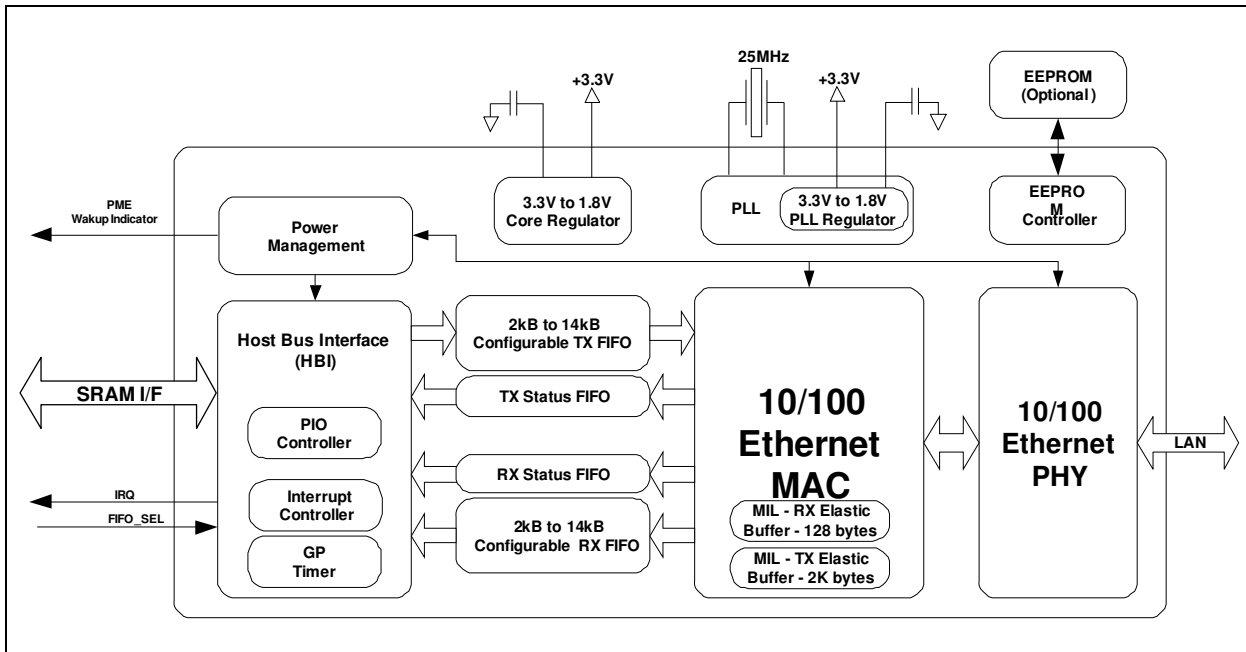 25MHz
+3.3V
+3.3V
EEPROM
(Optional)
3.3V to 1.8V
Core Regulator
PLL
3.3V to 1.8V
PLL Regulator
EEPRO
M
Controller
PME
Wakup Indicator
Power
Management
Host Bus Interface
(HBI)
2kB to 14kB
Configurable TX FIFO
TX Status FIFO
SRAM I/F
PIO
Controller
RX Status FIFO
IRQ
FIFO_SEL
Interrupt
Controller
2kB to 14kB
Configurable RX FIFO
GP
Timer
10/100
Ethernet
MAC
MIL - RX Elastic
Buffer - 128 bytes
MIL - TX Elastic
Buffer - 2K bytes
10/100
Ethernet
PHY
LAN